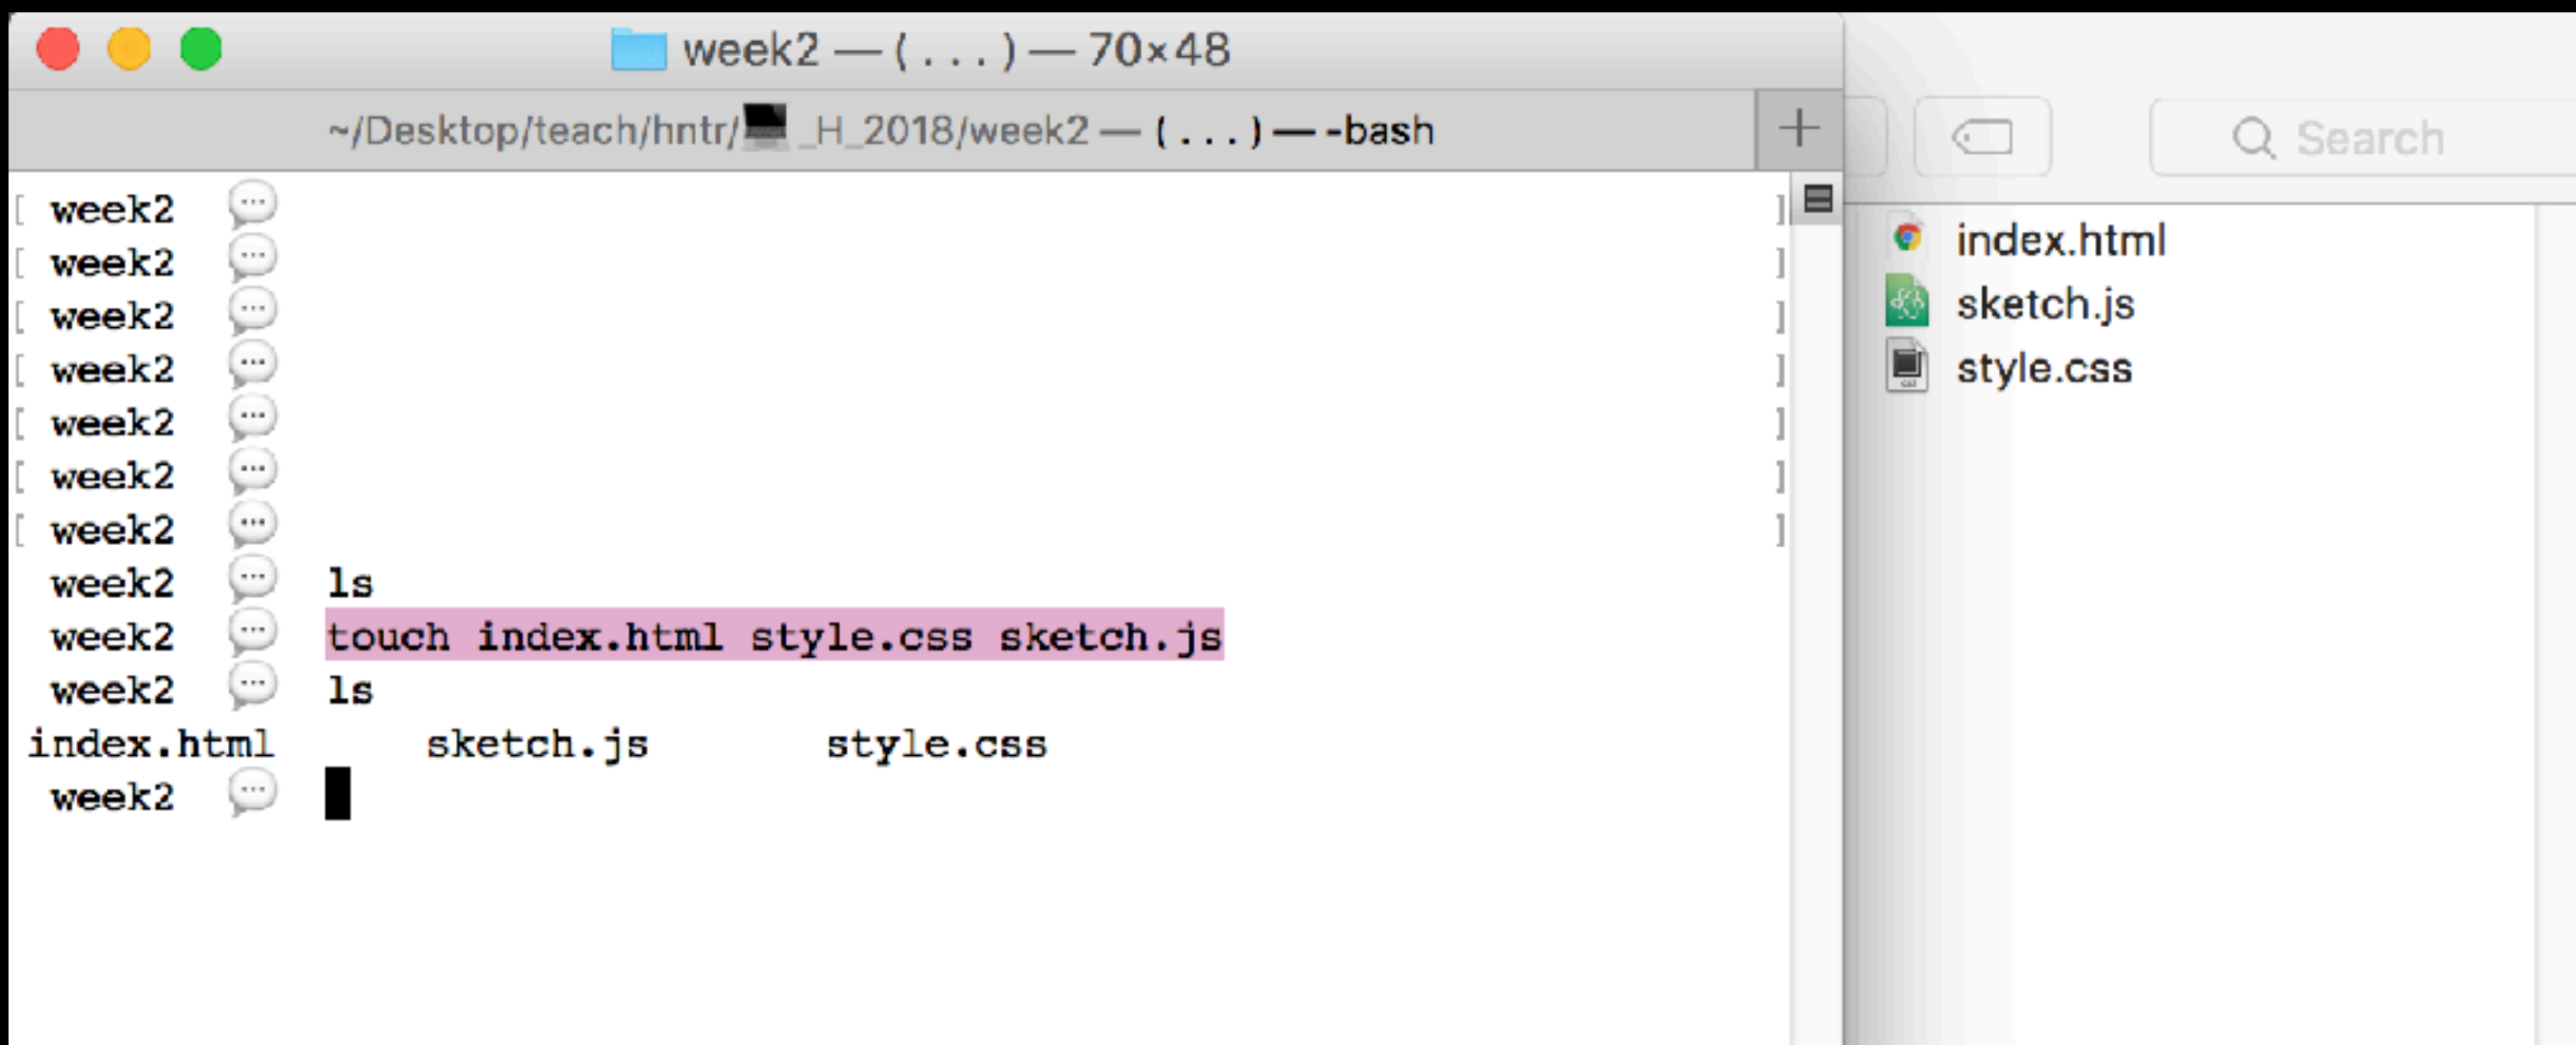 week2 — (...) — 70×48
~/Desktop/teach/hntr/💻_H_2018/week2 — (...) — -bash
+
Search
[ week2 💬 ]
[ week2 💬 ]
[ week2 💬 ]
[ week2 💬 ]
[ week2 💬 ]
[ week2 💬 ]
[ week2 💬 ]
week2 💬 ls
week2 💬 touch index.html style.css sketch.js
week2 💬 ls
index.html sketch.js style.css
week2 💬
index.html
sketch.js
style.css